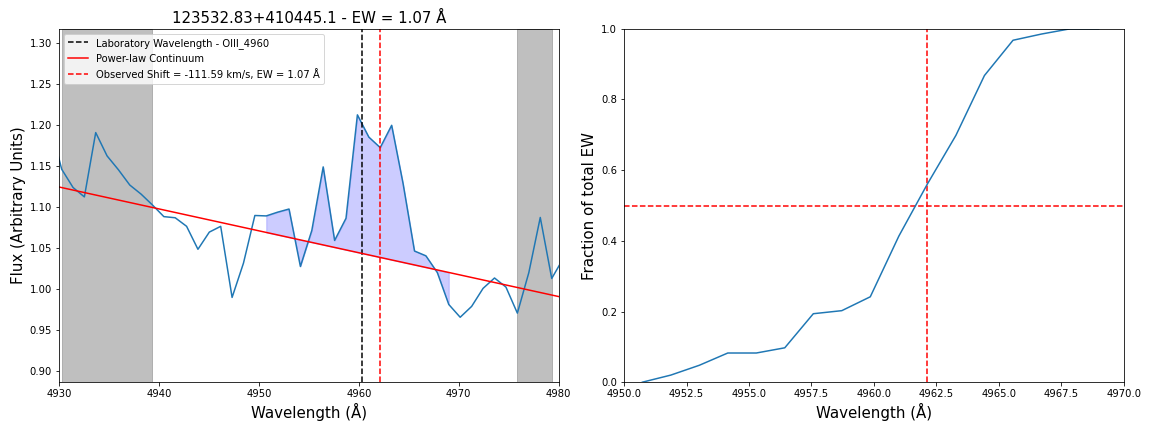 123532.83+410445.1 - EW = 1.07 Å
Laboratory Wavelength - OIII_4960
Power-law Continuum
Observed Shift = -111.59 km/s, EW = 1.07 Å
Flux (Arbitrary Units)
1.30
1.25
1.20
1.15
1.10
1.05
1.00
0.95
0.90
4930 4940 4950 4960 4970 4980
Wavelength (Å)
Fraction of total EW
1.0
0.8
0.6
0.4
0.2
0.0
4950.0 4952.5 4955.0 4957.5 4960.0 4962.5 4965.0 4967.5 4970.0
Wavelength (Å)